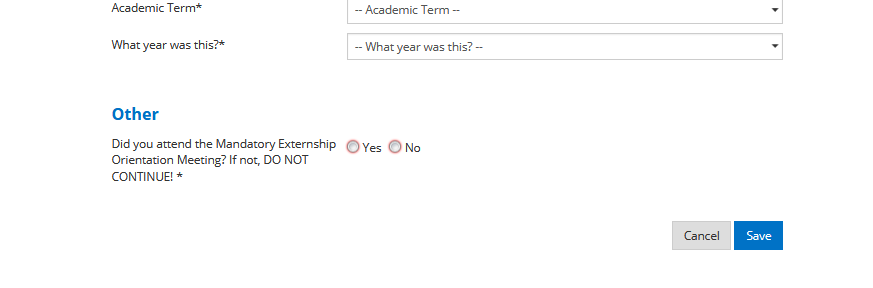 Academic Term*
-- Academic Term --
What year was this?*
-- What year was this? --
Other
Did you attend the Mandatory Externship
Orientation Meeting? If not, DO NOT
CONTINUE! *
Yes No
Cancel Save